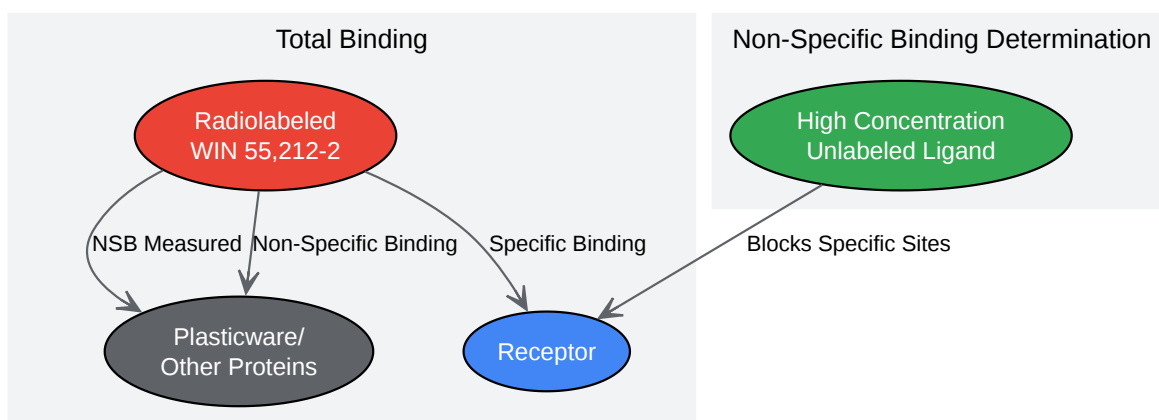 Total Binding
Non-Specific Binding Determination
Radiolabeled
WIN 55,212-2
High Concentration
Unlabeled Ligand
NSB Measured
Non-Specific Binding
Specific Binding
Blocks Specific Sites
Plasticware/
Other Proteins
Receptor